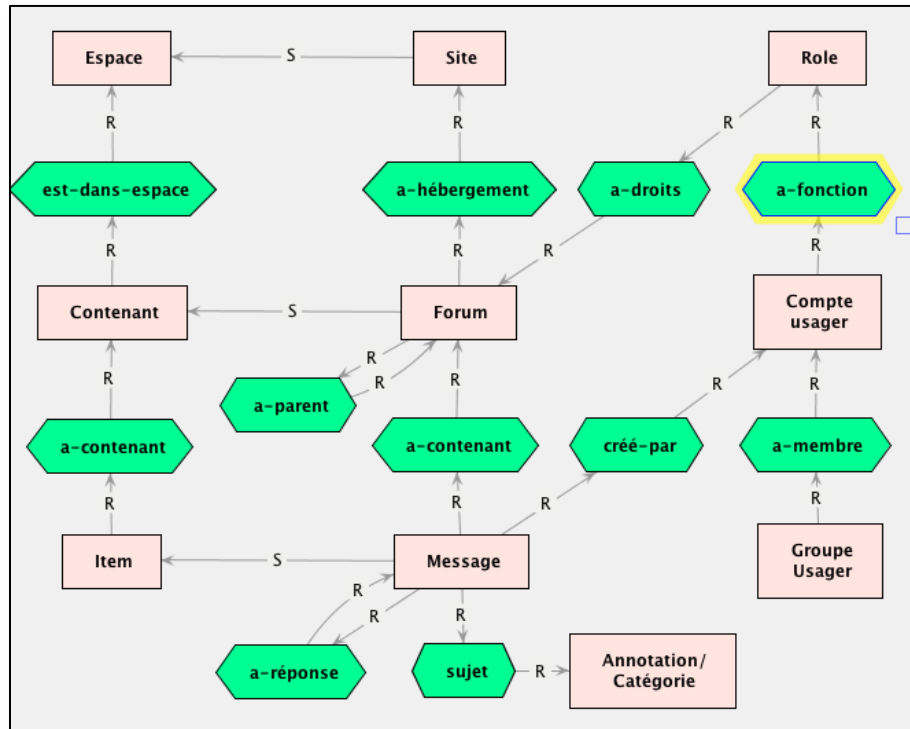 Espace
S
Site
Role
R
R
R
R
est-dans-espace
a-hébergement
a-droits
a-fonction
R
R
R
R
Contenant
S
Forum
Compte
usager
R
R
R
R
R
R
a-parent
a-contenant
a-contenant
créé-par
a-membre
R
R
R
R
Item
S
Message
Groupe
Usager
R
R
R
a-réponse
sujet
R
Annotation/
Catégorie